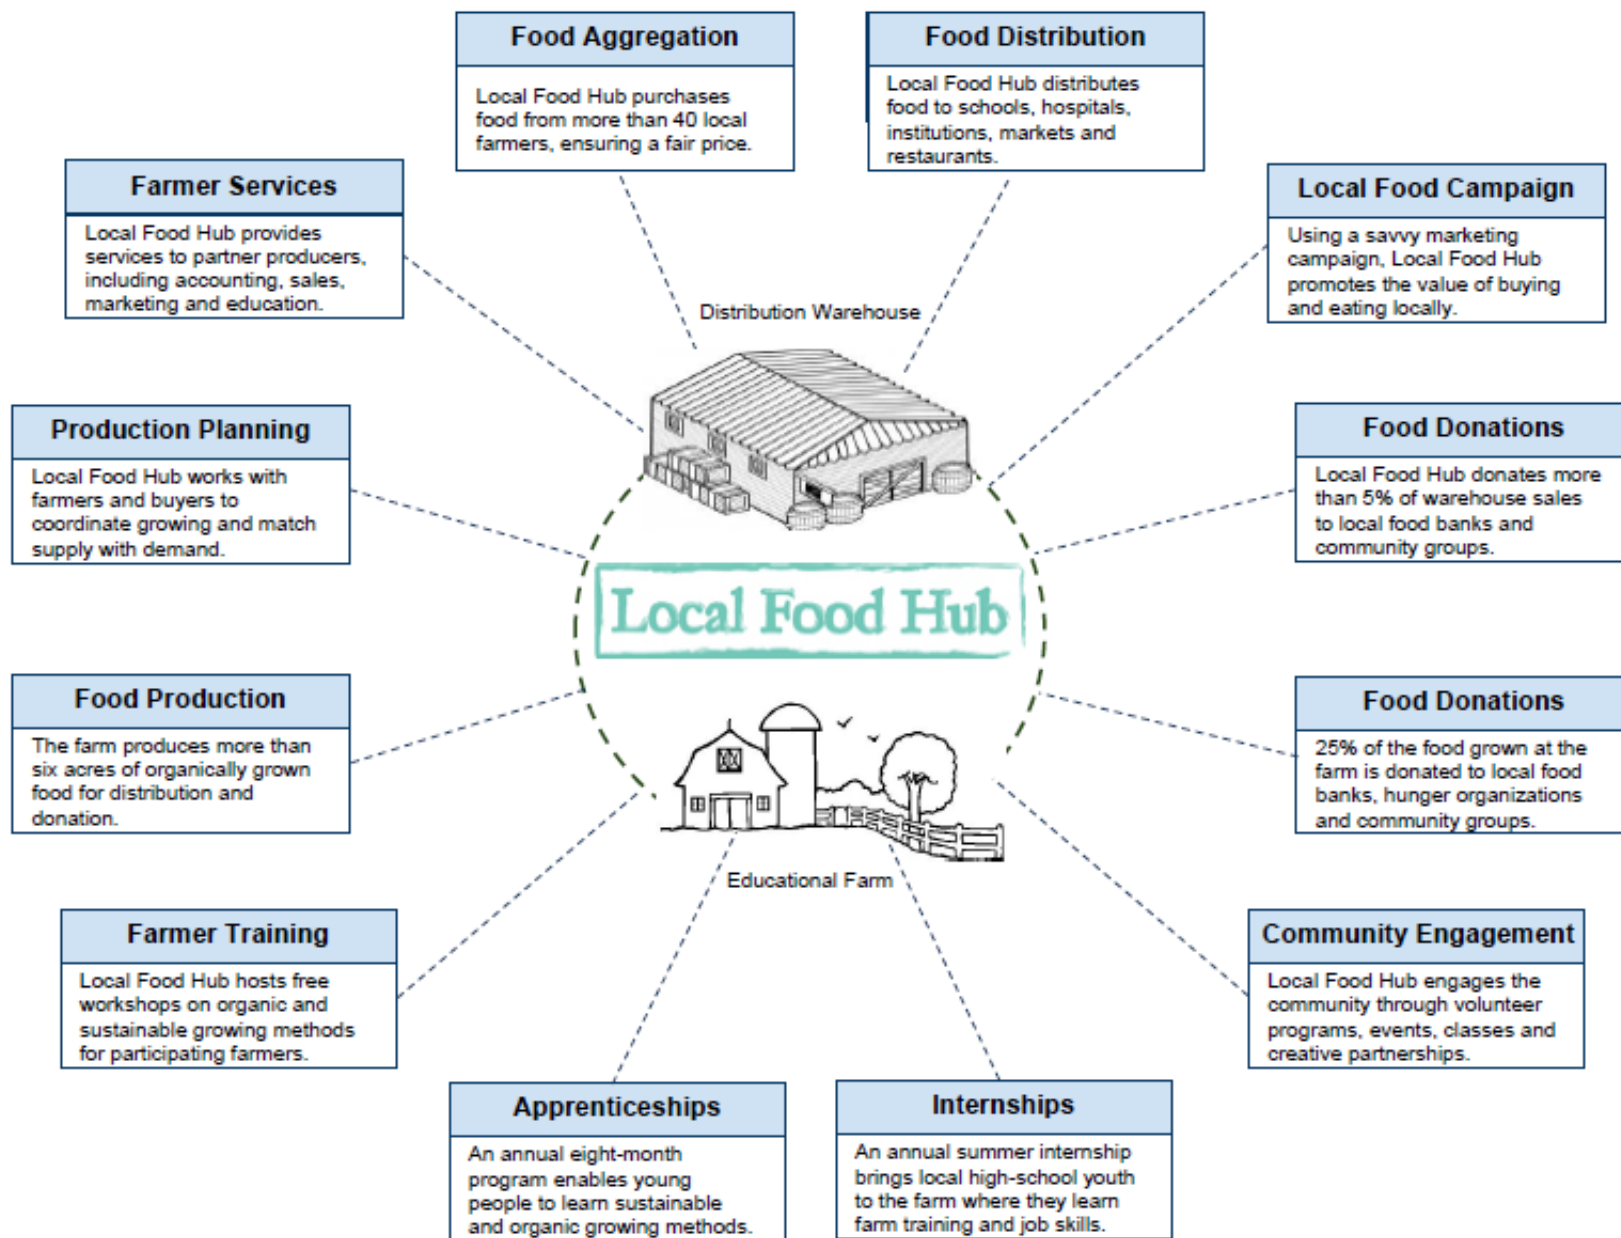 Food Aggregation
Local Food Hub purchases
food from more than 40 local
farmers, ensuring a fair price.
Food Distribution
Local Food Hub distributes
food to schools, hospitals,
institutions, markets and
restaurants.
Farmer Services
Local Food Hub provides
services to partner producers,
including accounting, sales,
marketing and education.
Local Food Campaign
Using a savvy marketing
campaign, Local Food Hub
promotes the value of buying
and eating locally.
Distribution Warehouse
Production Planning
Local Food Hub works with
farmers and buyers to
coordinate growing and match
supply with demand.
Food Donations
Local Food Hub donates more
than 5% of warehouse sales
to local food banks and
community groups.
Local Food Hub
Food Production
The farm produces more than
six acres of organically grown
food for distribution and
donation.
Food Donations
25% of the food grown at the
farm is donated to local food
banks, hunger organizations
and community groups.
Educational Farm
Farmer Training
Local Food Hub hosts free
workshops on organic and
sustainable growing methods
for participating farmers.
Community Engagement
Local Food Hub engages the
community through volunteer
programs, events, classes and
creative partnerships.
Apprenticeships
An annual eight-month
program enables young
people to learn sustainable
and organic growing methods.
Internships
An annual summer internship
brings local high-school youth
to the farm where they learn
farm training and job skills.